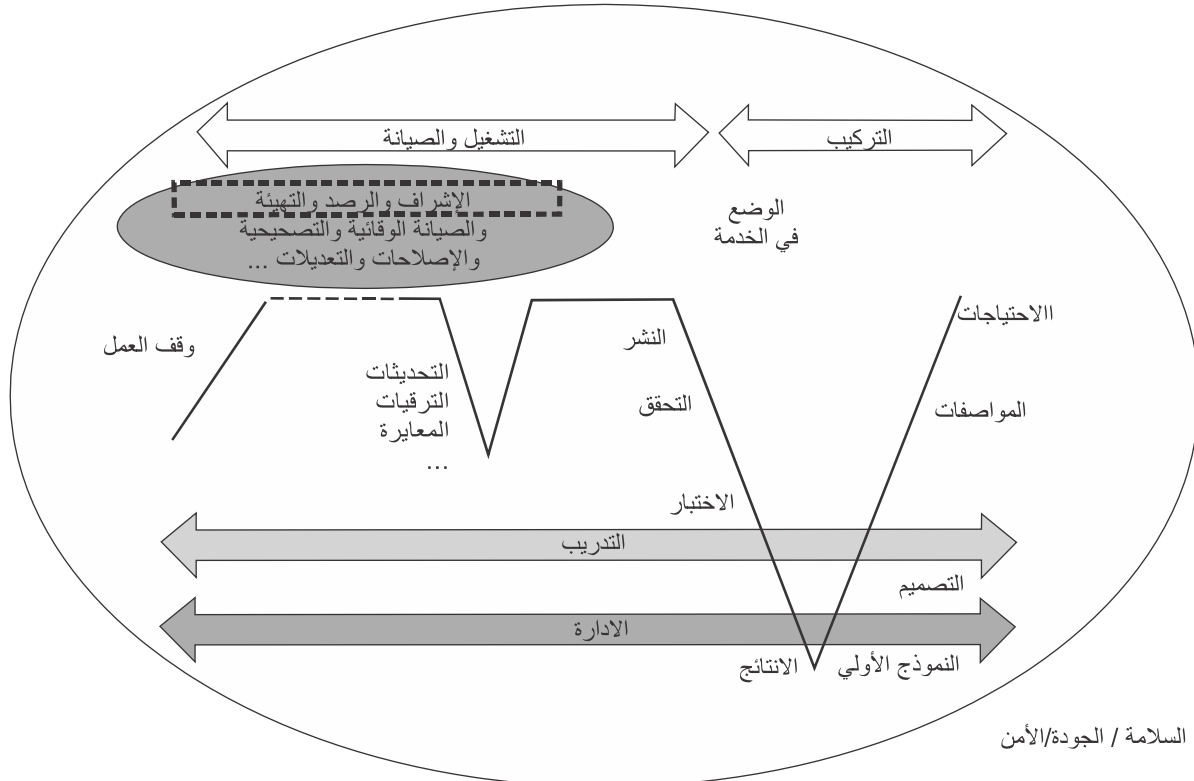 التركيب
التشغيل والصيانة
الإشراف والرصد والتهيئة
والصيانة الوقائية والتصحيحية
والإصلاحات والتعديلات ...
الوضع
في الخدمة
االاحتياجات
المواصفات
النشر
التحقق
الاختبار
التحديثات
الترقيات
المعايرة
...
وقف العمل
التدريب
التصميم
الادارة
النموذج الأولي
الانتائج
السلامة / الجودة/الأمن